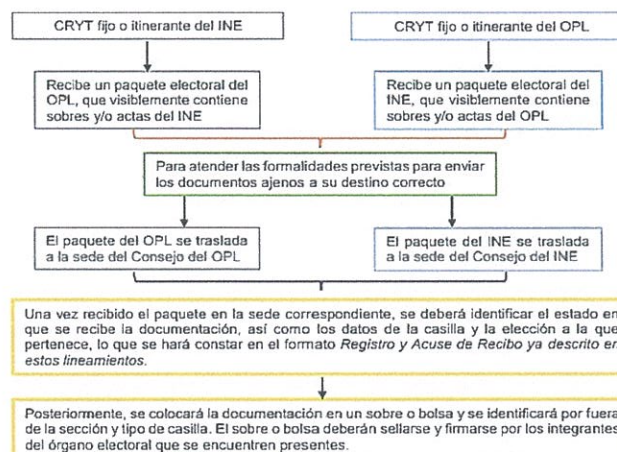 CRYT fijo o itinerante del INE
CRYT fijo o itinerante del OPL
Recibe un paquete electoral del
OPL, que visiblemente contiene
sobres y/o actas del INE
Recibe un paquete electoral del
INE, que visiblemente contiene
sobres y/o actas del OPL
Para atender las formalidades previstas para enviar
los documentos ajenos a su destino correcto
El paquete del OPL se traslada
a la sede del Consejo del OPL
El paquete del INE se traslada
a la sede del Consejo del INE
Una vez recibido el paquete en la sede correspondiente, se deberá identificar el estado en
que se recibe la documentación, así como los datos de la casilla y la elección a la que
pertenece, lo que se hará constar en el formato Registro y Acuse de Recibo ya descrito en
estos lineamientos.
Posteriormente, se colocará la documentación en un sobre o bolsa y se identificará por fuera
de la sección y tipo de casilla. El sobre o bolsa deberán sellarse y firmarse por los integrantes
del órgano electoral que se encuentren presentes.